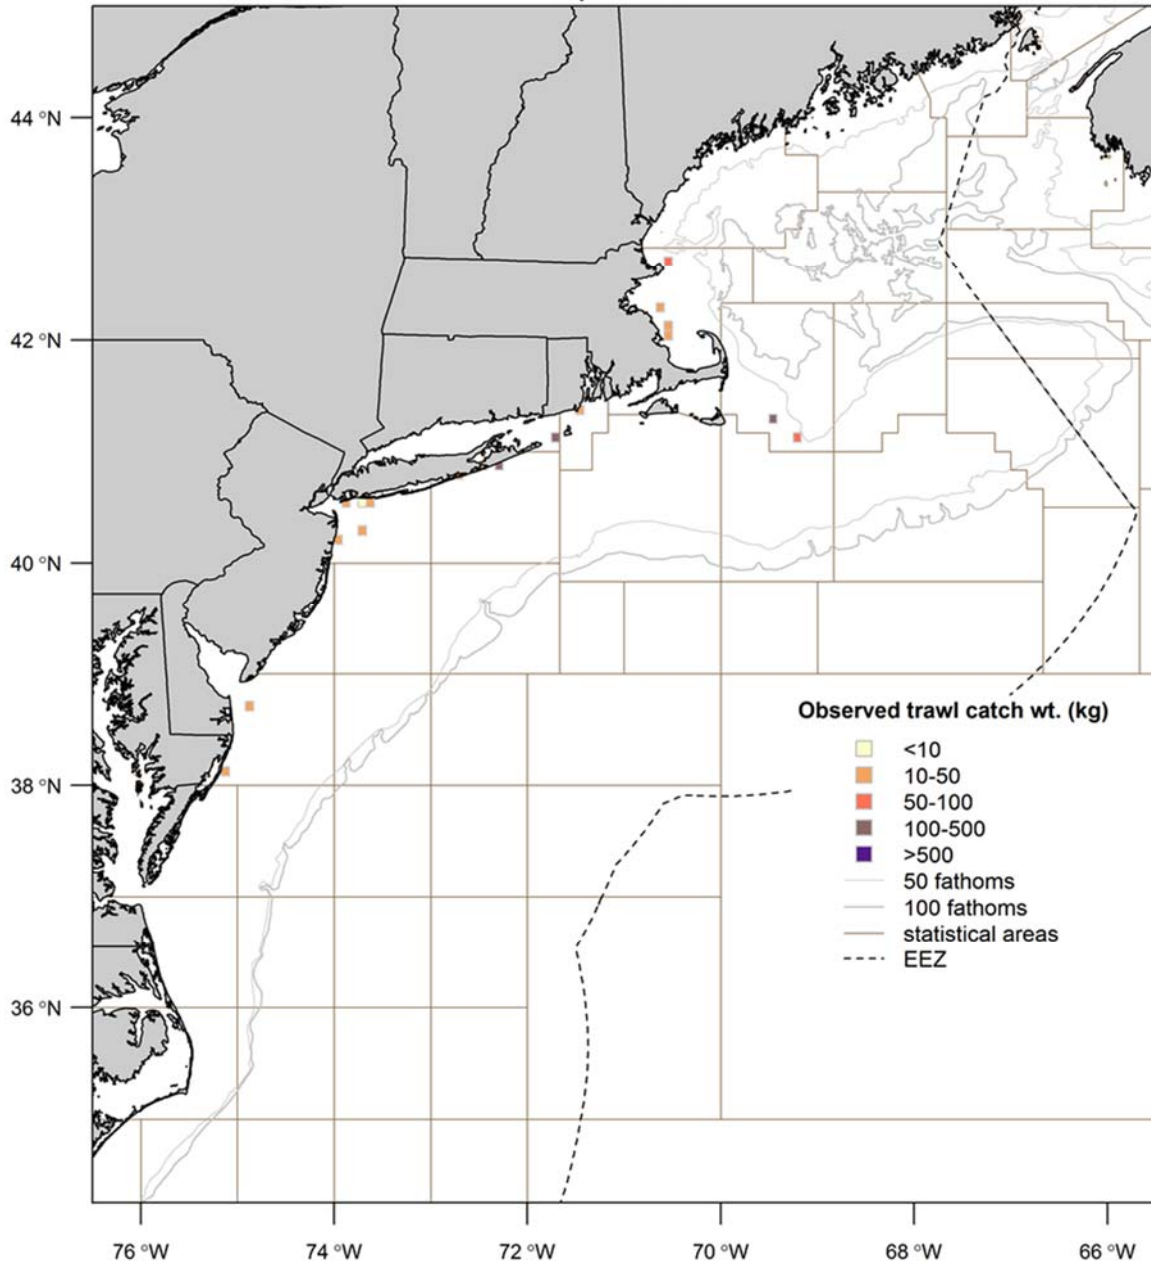 44 °N
42 °N
40 °N
38 °N
36 °N
Observed trawl catch wt. (kg)
<10
10-50
50-100
100-500
>500
50 fathoms
100 fathoms
statistical areas
EEZ
76 °W
74 °W
72 °W
70 °W
68 °W
66 °W